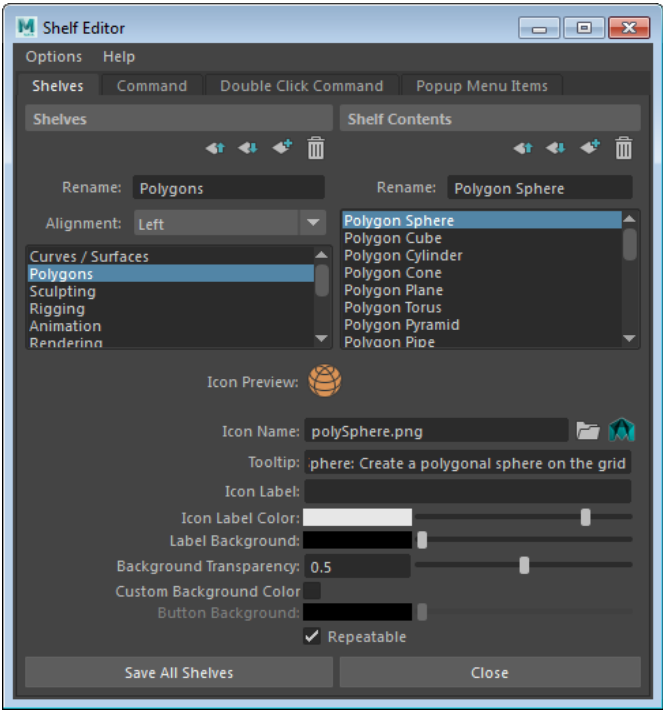 Shelf Editor
Options Help
Shelves Command Double Click Command Popup Menu Items
Shelves
Shelf Contents
Rename: Polygons
Rename: Polygon Sphere
Alignment: Left
Curves / Surfaces
Polygons
Sculpting
Rigging
Animation
Rendering
Polygon Sphere
Polygon Cube
Polygon Cylinder
Polygon Cone
Polygon Plane
Polygon Torus
Polygon Pyramid
Polygon Pipe
Icon Preview:
Icon Name: polySphere.png
Tooltip: phere: Create a polygonal sphere on the grid
Icon Label:
Icon Label Color:
Label Background:
Background Transparency: 0.5
Custom Background Color
Button Background:
Repeatable
Save All Shelves
Close